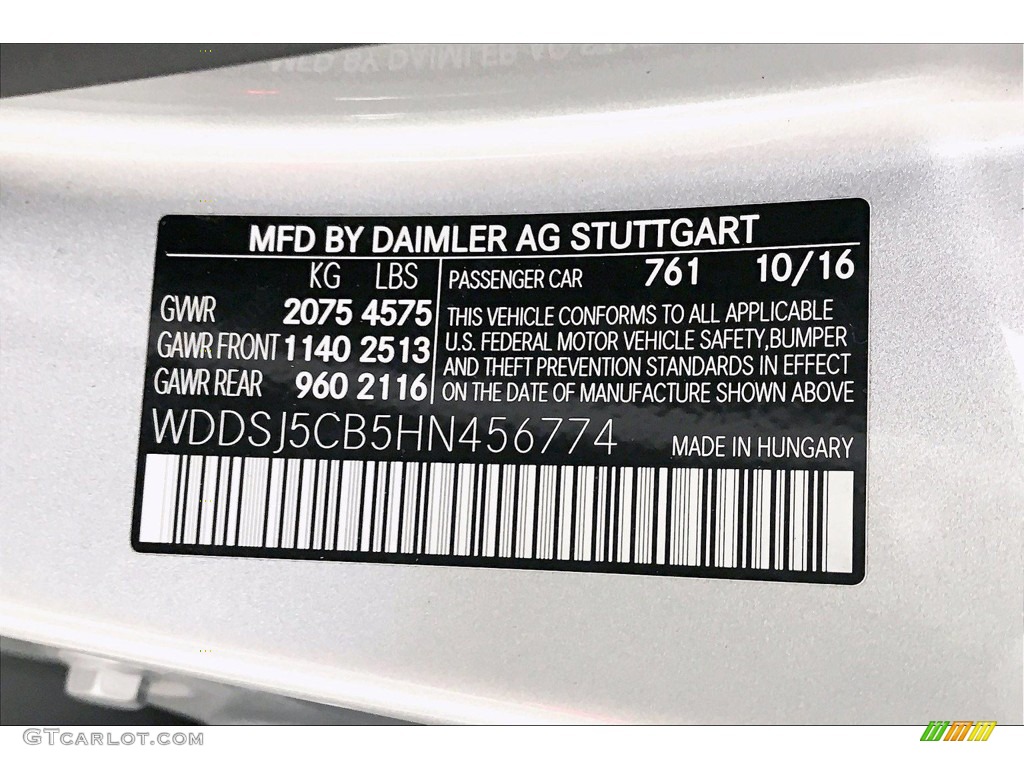 MFD BY DAIMLER AG STUTTGART
KG LBS
GVWR 2075 4575
GAWR FRONT 1140 2513
GAWR REAR 960 2116
PASSENGER CAR 761 10/16
THIS VEHICLE CONFORMS TO ALL APPLICABLE
U.S. FEDERAL MOTOR VEHICLE SAFETY, BUMPER
AND THEFT PREVENTION STANDARDS IN EFFECT
ON THE DATE OF MANUFACTURE SHOWN ABOVE
WDDSJ5CB5HN456774 MADE IN HUNGARY
GTCARLOT.COM